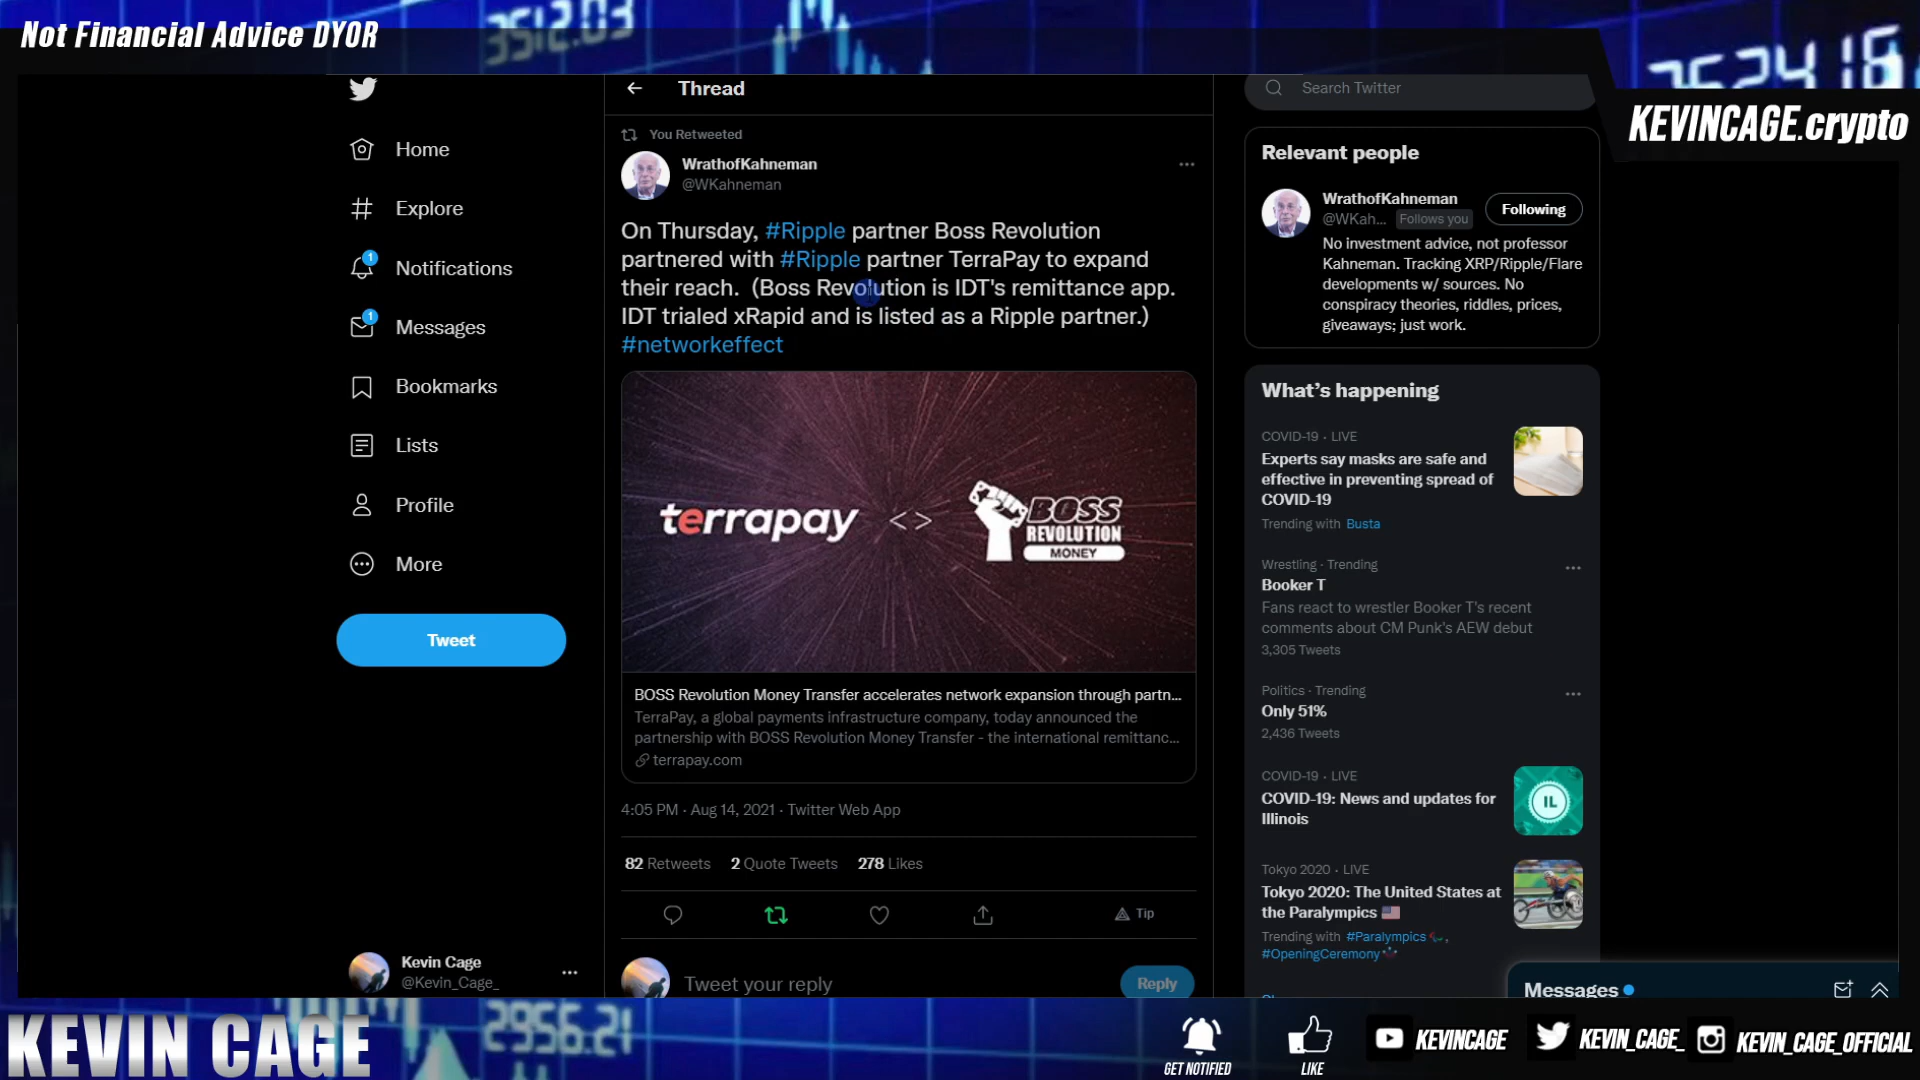 Not Financial Advice DYOR
3512.03
KEVINCAGE.crypto
Thread
Search Twitter
Home
Explore
1
Notifications
1
Messages
Bookmarks
Lists
Profile
More
Tweet
Kevin Cage
@Kevin_Cage_
You Retweeted
WrathofKahneman
@WKahneman
On Thursday, #Ripple partner Boss Revolution
partnered with #Ripple partner TerraPay to expand
their reach. (Boss Revolution is IDT's remittance app.
IDT trialed xRapid and is listed as a Ripple partner.)
#networkeffect
terrapay <> BOSS
REVOLUTION
MONEY
BOSS Revolution Money Transfer accelerates network expansion through partn...
TerraPay, a global payments infrastructure company, today announced the
partnership with BOSS Revolution Money Transfer - the international remittanc...
terrapay.com
4:05 PM · Aug 14, 2021 · Twitter Web App
82 Retweets 2 Quote Tweets 278 Likes
Tip
Tweet your reply
Reply
Relevant people
WrathofKahneman
@WKah... Follows you
Following
No investment advice, not professor
Kahneman. Tracking XRP/Ripple/Flare
developments w/ sources. No
conspiracy theories, riddles, prices,
giveaways; just work.
What's happening
COVID-19 · LIVE
Experts say masks are safe and
effective in preventing spread of
COVID-19
Trending with Busta
Wrestling · Trending
Booker T
Fans react to wrestler Booker T's recent
comments about CM Punk's AEW debut
3,305 Tweets
Politics · Trending
Only 51%
2,436 Tweets
COVID-19 · LIVE
COVID-19: News and updates for
Illinois
IL
Tokyo 2020 · LIVE
Tokyo 2020: The United States at
the Paralympics
Trending with #Paralympics ,
#OpeningCeremony
Messages
KEVIN CAGE
2956.21
GET NOTIFIED
LIKE
KEVINCAGE
KEVIN_CAGE_
KEVIN_CAGE_OFFICIAL